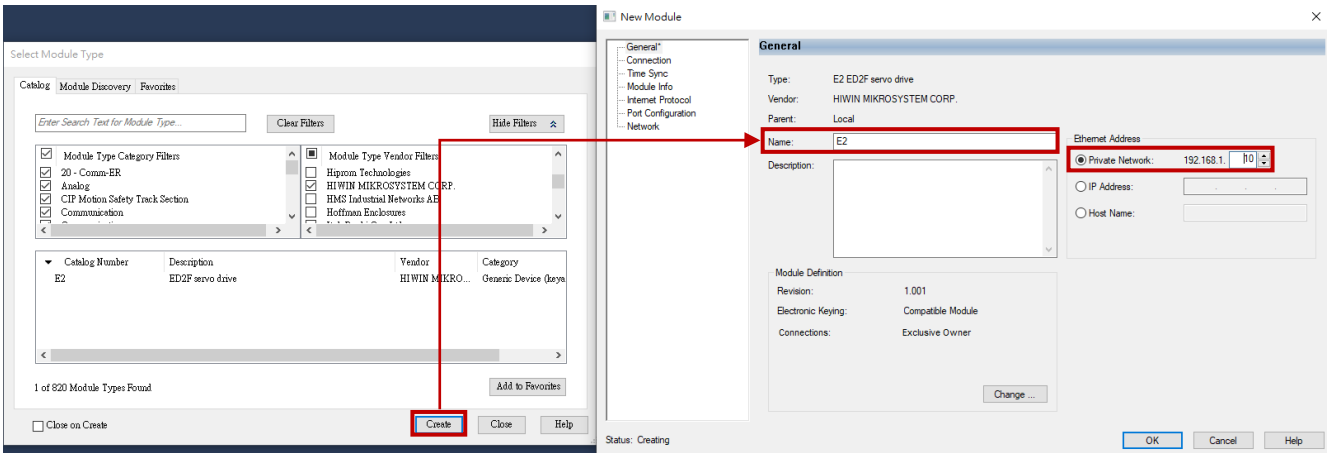 Select Module Type
Catalog Module Discovery Favorites
Enter Search Text for Module Type...
Clear Filters
Hide Filters
Module Type Category Filters
20 - Comm-ER
Analog
CIP Motion Safety Track Section
Communication
Module Type Vendor Filters
Hiprom Technologies
HIWIN MIKROSYSTEM CORP.
HMS Industrial Networks AB
Hoffman Enclosures
Catalog Number Description Vendor Category
E2 ED2F servo drive HIWIN MIKRO... Generic Device (keya
1 of 820 Module Types Found
Add to Favorites
Close on Create
Create Close Help
New Module
General*
Connection
Time Sync
Module Info
Internet Protocol
Port Configuration
Network
General
Type: E2 ED2F servo drive
Vendor: HIWIN MIKROSYSTEM CORP.
Parent: Local
Name: E2
Description:
Ethernet Address
Private Network: 192.168.1. 10
IP Address:
Host Name:
Module Definition
Revision: 1.001
Electronic Keying: Compatible Module
Connections: Exclusive Owner
Change ...
Status: Creating
OK Cancel Help